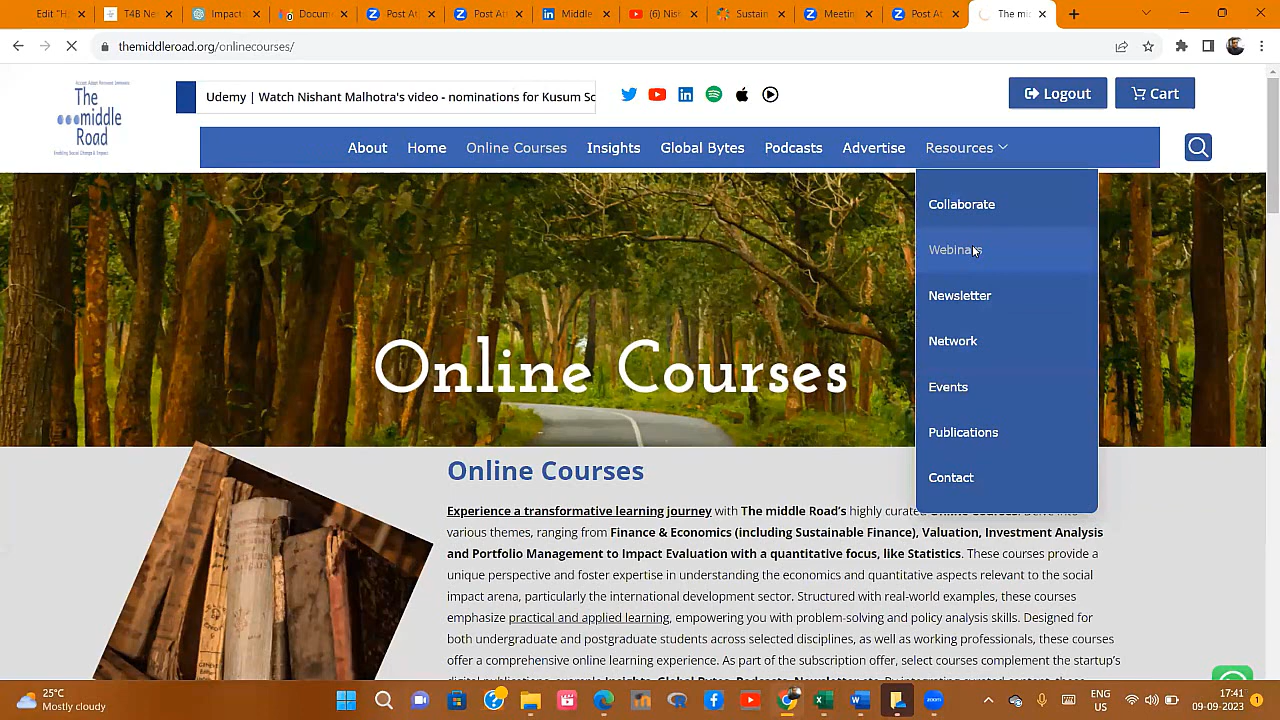 Edit "H
T4B Ne
Impact
Docum
Post At
Post At
Middle
(6) Nis
Sustain
Meetin
Post At
The mi
themiddleroad.org/onlinecourses/
The
middle
Road
Udemy | Watch Nishant Malhotra's video - nominations for Kusum Sc
Logout
Cart
About
Home
Online Courses
Insights
Global Bytes
Podcasts
Advertise
Resources
Collaborate
Webinars
Newsletter
Network
Events
Publications
Contact
Online Courses
Online Courses
Experience a transformative learning journey with The middle Road's highly curated
various themes, ranging from Finance & Economics (including Sustainable Finance), Valuation, Investment Analysis
and Portfolio Management to Impact Evaluation with a quantitative focus, like Statistics. These courses provide a
unique perspective and foster expertise in understanding the economics and quantitative aspects relevant to the social
impact arena, particularly the international development sector. Structured with real-world examples, these courses
emphasize practical and applied learning, empowering you with problem-solving and policy analysis skills. Designed for
both undergraduate and postgraduate students across selected disciplines, as well as working professionals, these courses
offer a comprehensive online learning experience. As part of the subscription offer select courses complement the startup's
25°C
Mostly cloudy
ENG
US
17:41
09-09-2023